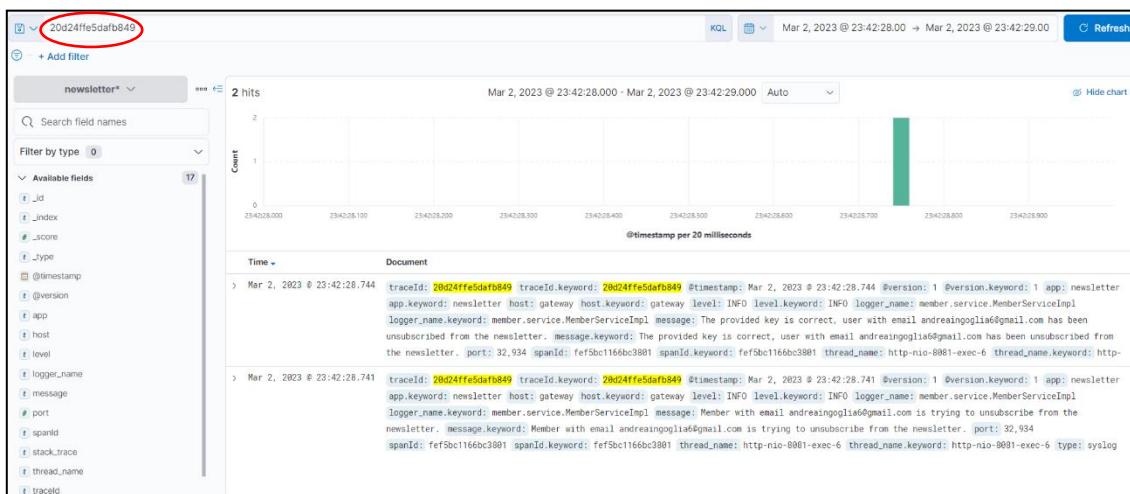 20d24ffe5dafb849
KQL
Mar 2, 2023 @ 23:42:28.00 → Mar 2, 2023 @ 23:42:29.00
Refresh
+ Add filter
newsletter*
2 hits
Mar 2, 2023 @ 23:42:28.000 - Mar 2, 2023 @ 23:42:29.000
Auto
Hide chart
Search field names
Filter by type 0
Available fields 17
t _id
t _index
# _score
t _type
@timestamp
t @version
t app
t host
t level
t logger_name
t message
# port
t spanId
t stack_trace
t thread_name
t traceId
Count
2
1
0
23:42:28.000 23:42:28.100 23:42:28.200 23:42:28.300 23:42:28.400 23:42:28.500 23:42:28.600 23:42:28.700 23:42:28.800 23:42:28.900
@timestamp per 20 milliseconds
Time Document
Mar 2, 2023 @ 23:42:28.744 traceId: 20d24ffe5dafb849 traceId.keyword: 20d24ffe5dafb849 @timestamp: Mar 2, 2023 @ 23:42:28.744 @version: 1 @version.keyword: 1 app: newsletter
app.keyword: newsletter host: gateway host.keyword: gateway level: INFO level.keyword: INFO logger_name: member.service.MemberServiceImpl
logger_name.keyword: member.service.MemberServiceImpl message: The provided key is correct, user with email andreaingoglia6@gmail.com has been
unsubscribed from the newsletter. message.keyword: The provided key is correct, user with email andreaingoglia6@gmail.com has been unsubscribed from
the newsletter. port: 32,934 spanId: fef5bc1166bc3801 spanId.keyword: fef5bc1166bc3801 thread_name: http-nio-8081-exec-6 thread_name.keyword: http-
Mar 2, 2023 @ 23:42:28.741 traceId: 20d24ffe5dafb849 traceId.keyword: 20d24ffe5dafb849 @timestamp: Mar 2, 2023 @ 23:42:28.741 @version: 1 @version.keyword: 1 app: newsletter
app.keyword: newsletter host: gateway host.keyword: gateway level: INFO level.keyword: INFO logger_name: member.service.MemberServiceImpl
logger_name.keyword: member.service.MemberServiceImpl message: Member with email andreaingoglia6@gmail.com is trying to unsubscribe from the
newsletter. message.keyword: Member with email andreaingoglia6@gmail.com is trying to unsubscribe from the newsletter. port: 32,934
spanId: fef5bc1166bc3801 spanId.keyword: fef5bc1166bc3801 thread_name: http-nio-8081-exec-6 thread_name.keyword: http-nio-8081-exec-6 type: syslog